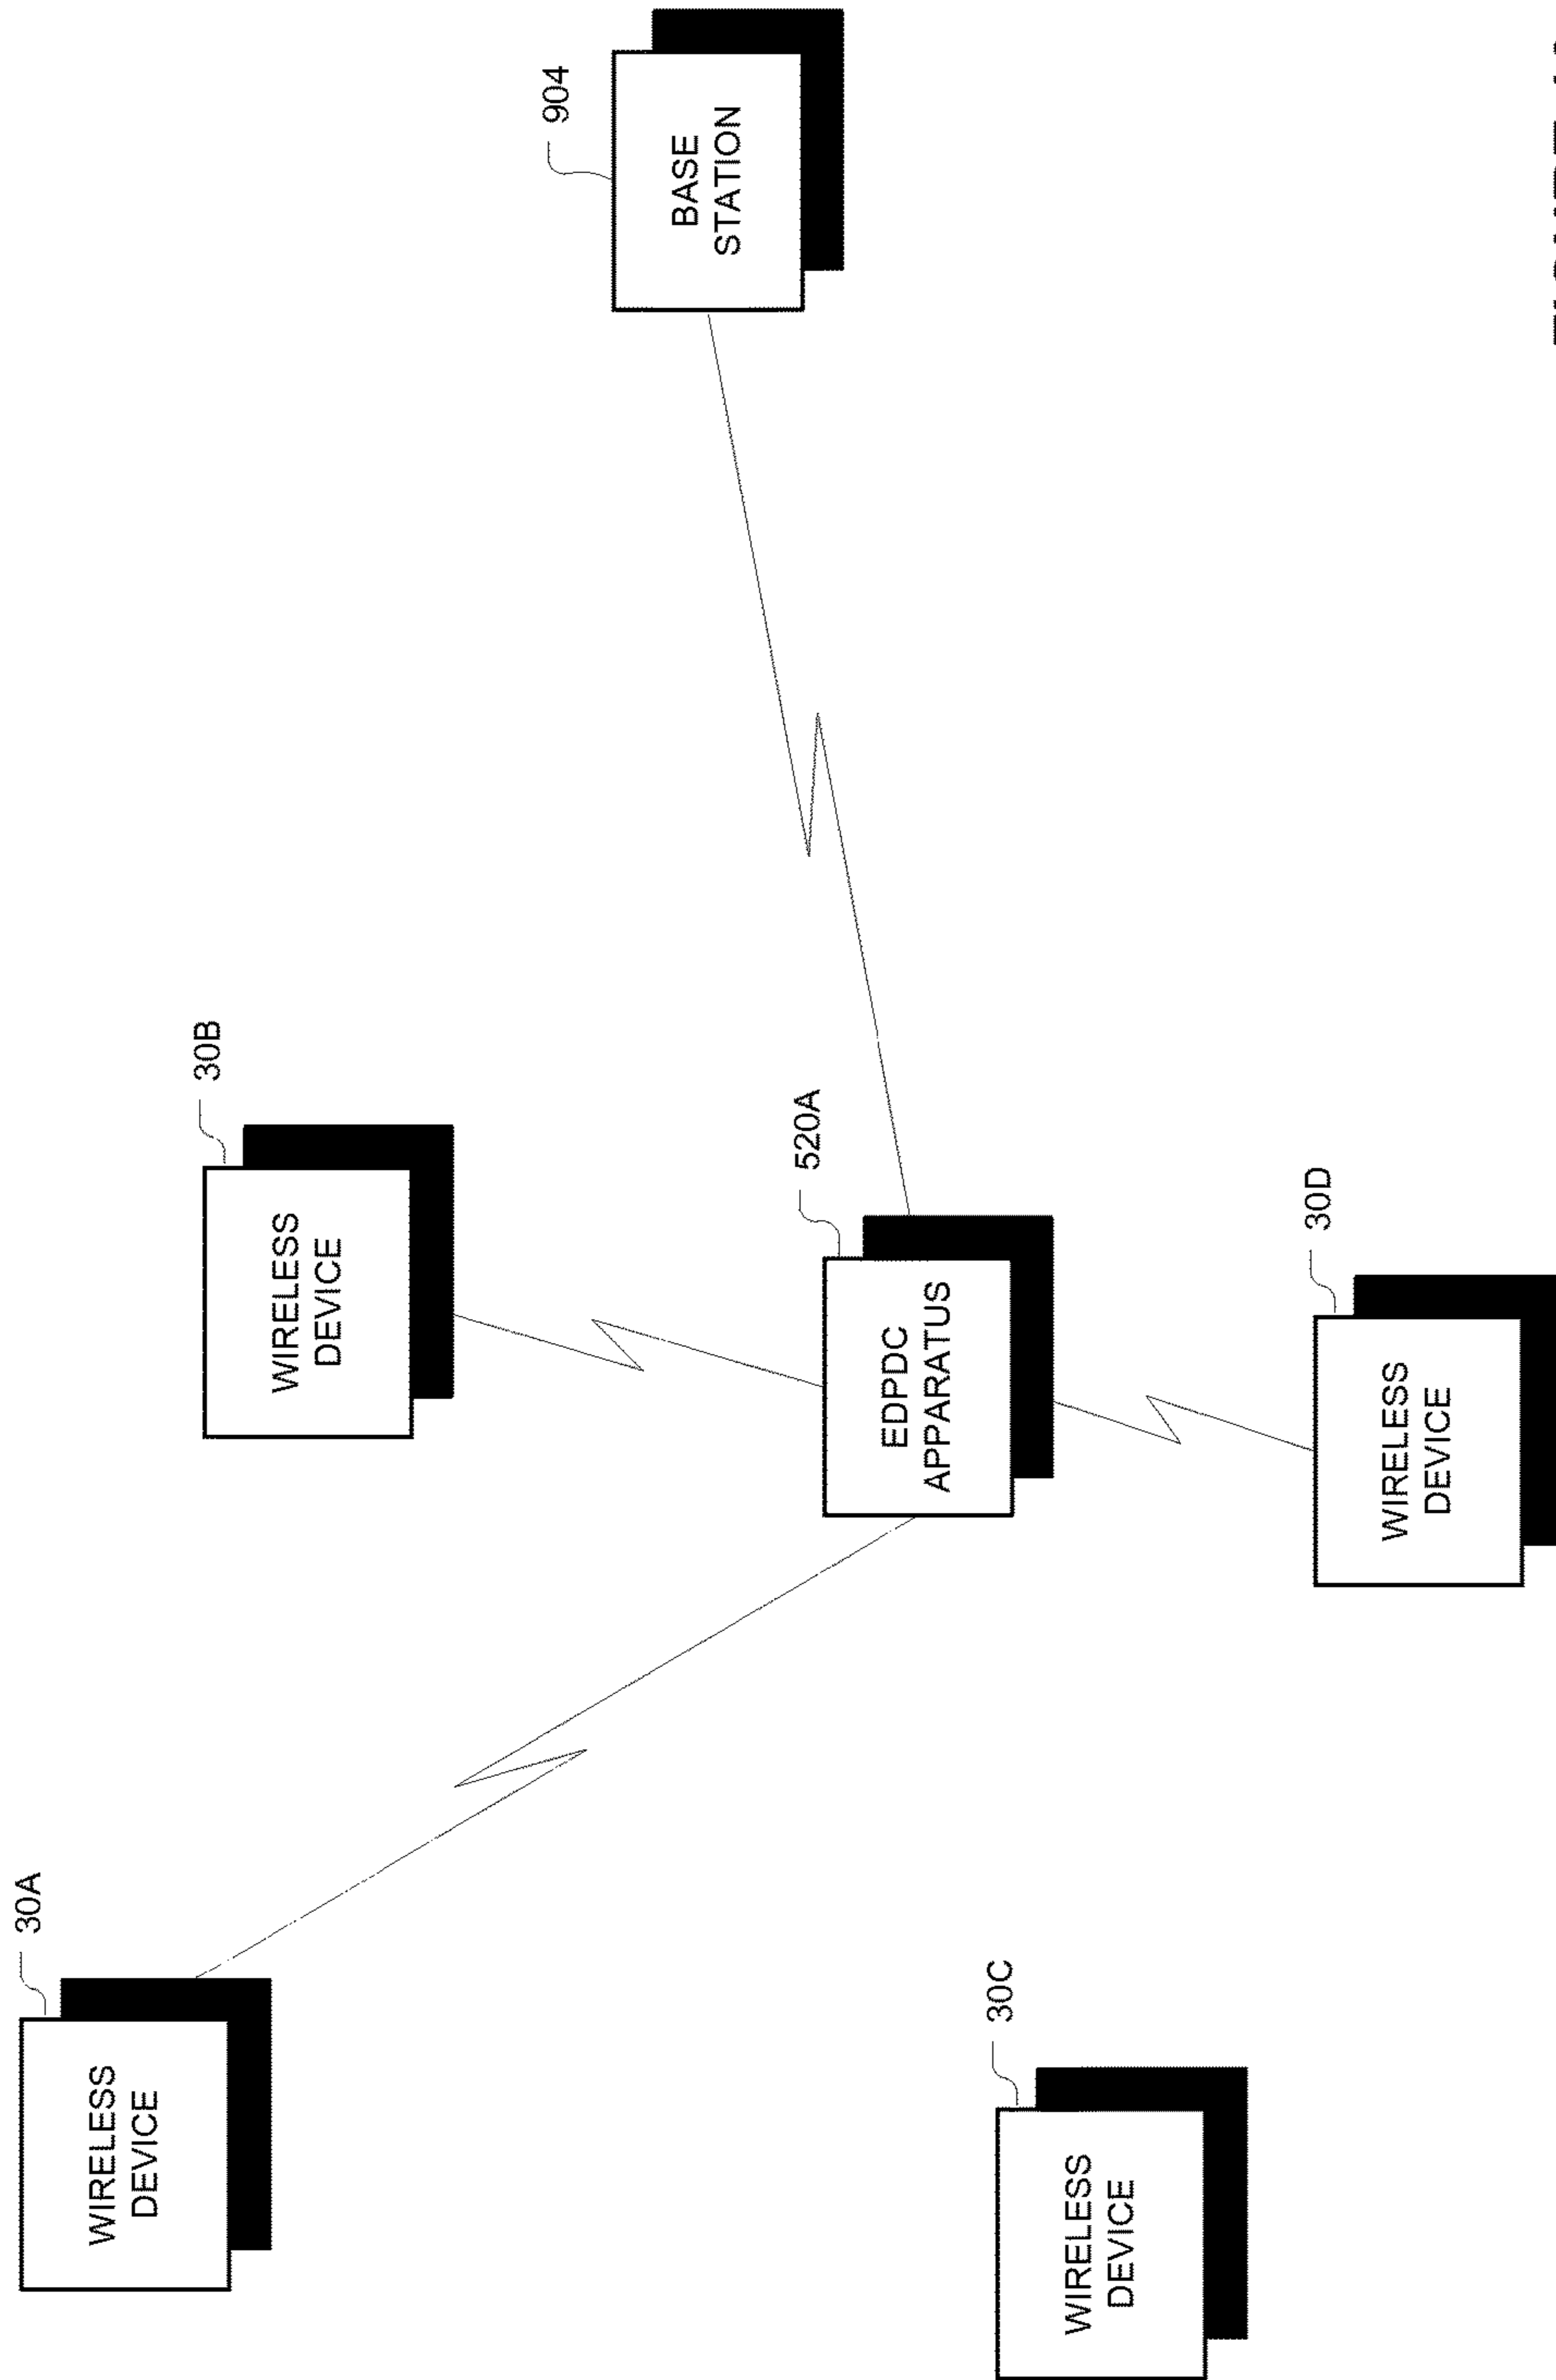 30A
WIRELESS
DEVICE
30B
WIRELESS
DEVICE
904
BASE
STATION
520A
EDPDC
APPARATUS
30C
WIRELESS
DEVICE
30D
WIRELESS
DEVICE